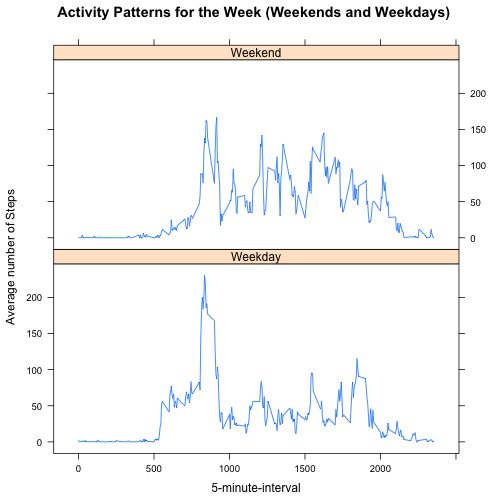 Activity Patterns for the Week (Weekends and Weekdays)
Weekend
200
150
100
50
0
Weekday
200
150
100
50
0
Average number of Steps
0 500 1000 1500 2000
5-minute-interval